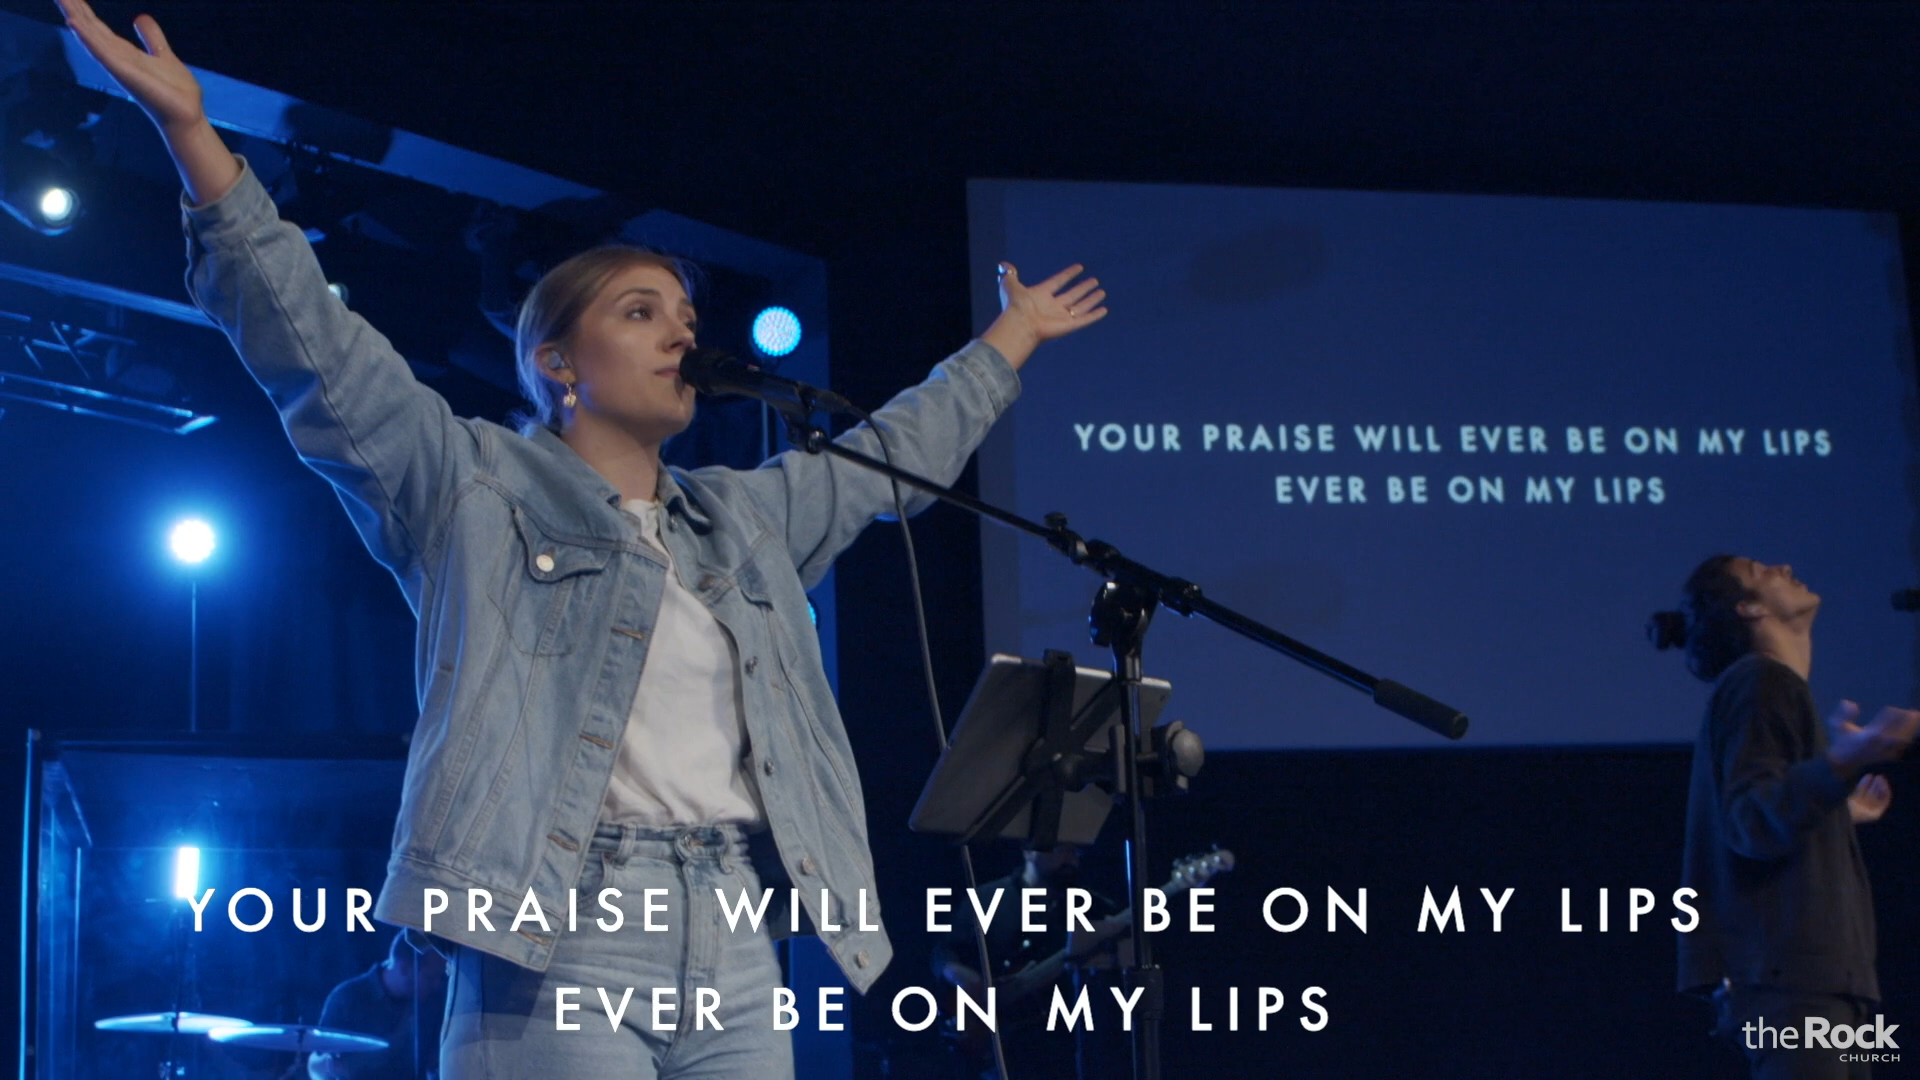 YOUR PRAISE WILL EVER BE ON MY LIPS
EVER BE ON MY LIPS
YOUR PRAISE WILL EVER BE ON MY LIPS
EVER BE ON MY LIPS
theRock
CHURCH